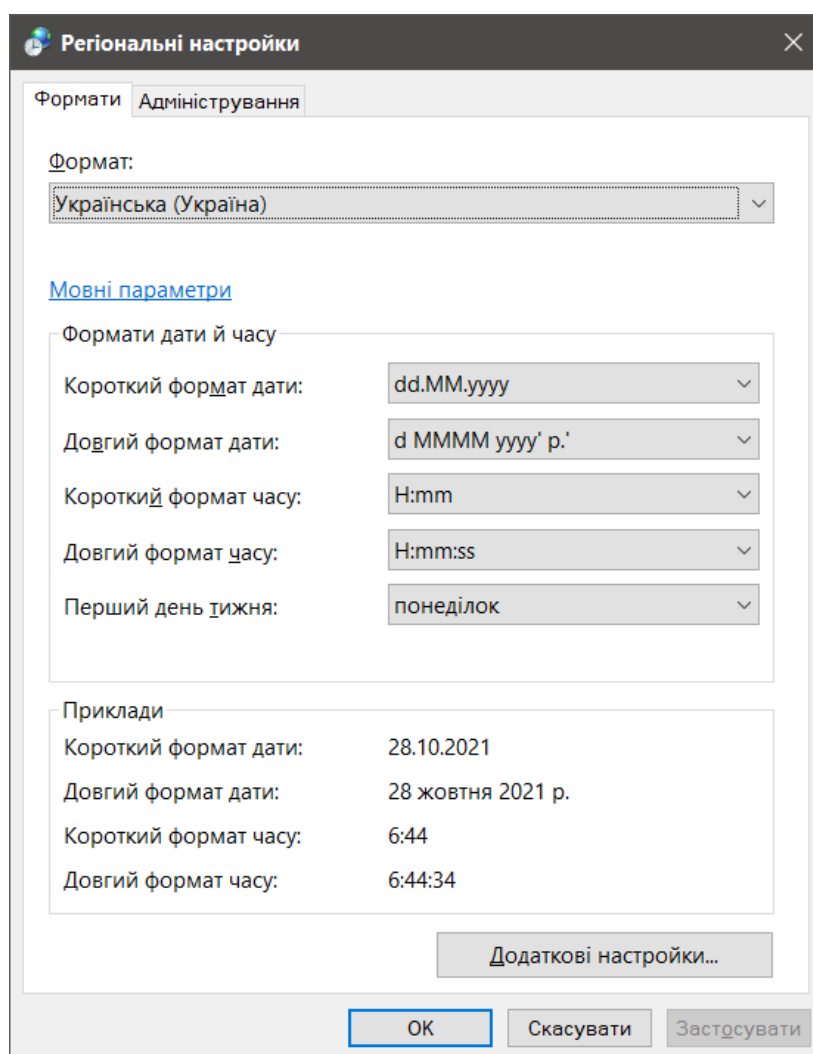 Регіональні настройки
Формати Адміністрування
Формат:
Українська (Україна)
Мовні параметри
Формати дати й часу
Короткий формат дати: dd.MM.yyyy
Довгий формат дати: d MMMM yyyy' р.'
Короткий формат часу: H:mm
Довгий формат часу: H:mm:ss
Перший день тижня: понеділок
Приклади
Короткий формат дати: 28.10.2021
Довгий формат дати: 28 жовтня 2021 р.
Короткий формат часу: 6:44
Довгий формат часу: 6:44:34
Додаткові настройки...
ОК Скасувати Застосувати